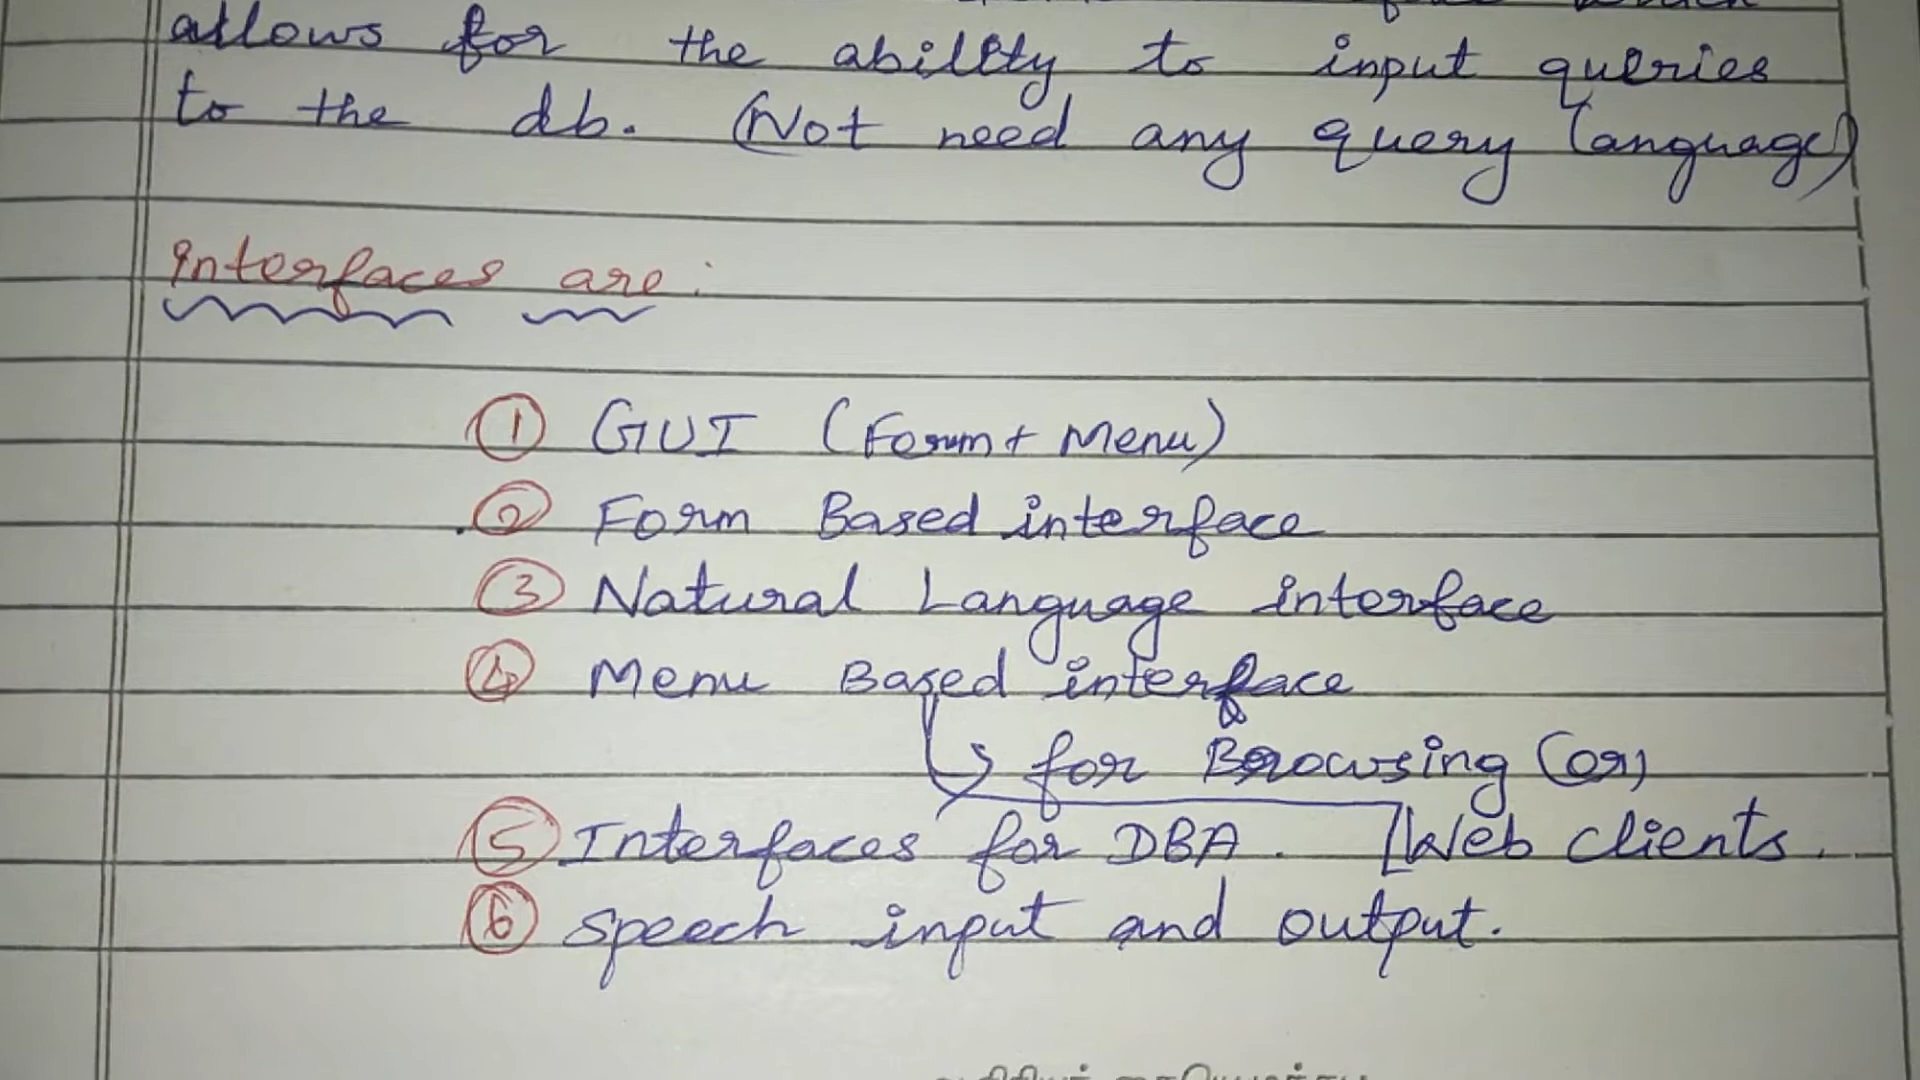 allows for the ability to input queries
to the db. (Not need any query language)
interfaces are:
① GUI (Form + Menu)
② Form Based interface
③ Natural Language interface
④ Menu Based interface
↳ for Browsing (or)
[Web clients.
⑤ Interfaces for DBA.
⑥ speech input and output.